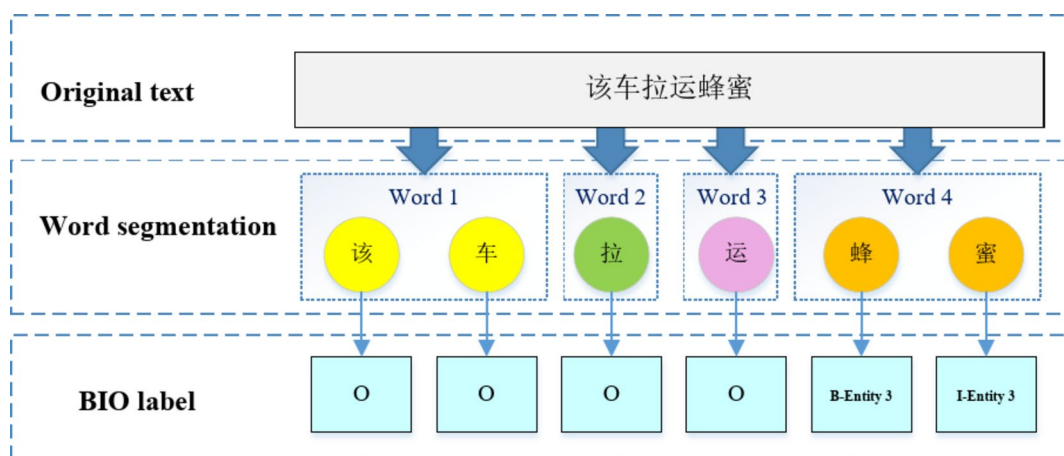 Original text
该车拉运蜂蜜
Word segmentation
Word 1 Word 2 Word 3 Word 4
该 车 拉 运 蜂 蜜
BIO label
O O O O B-Entity 3 I-Entity 3